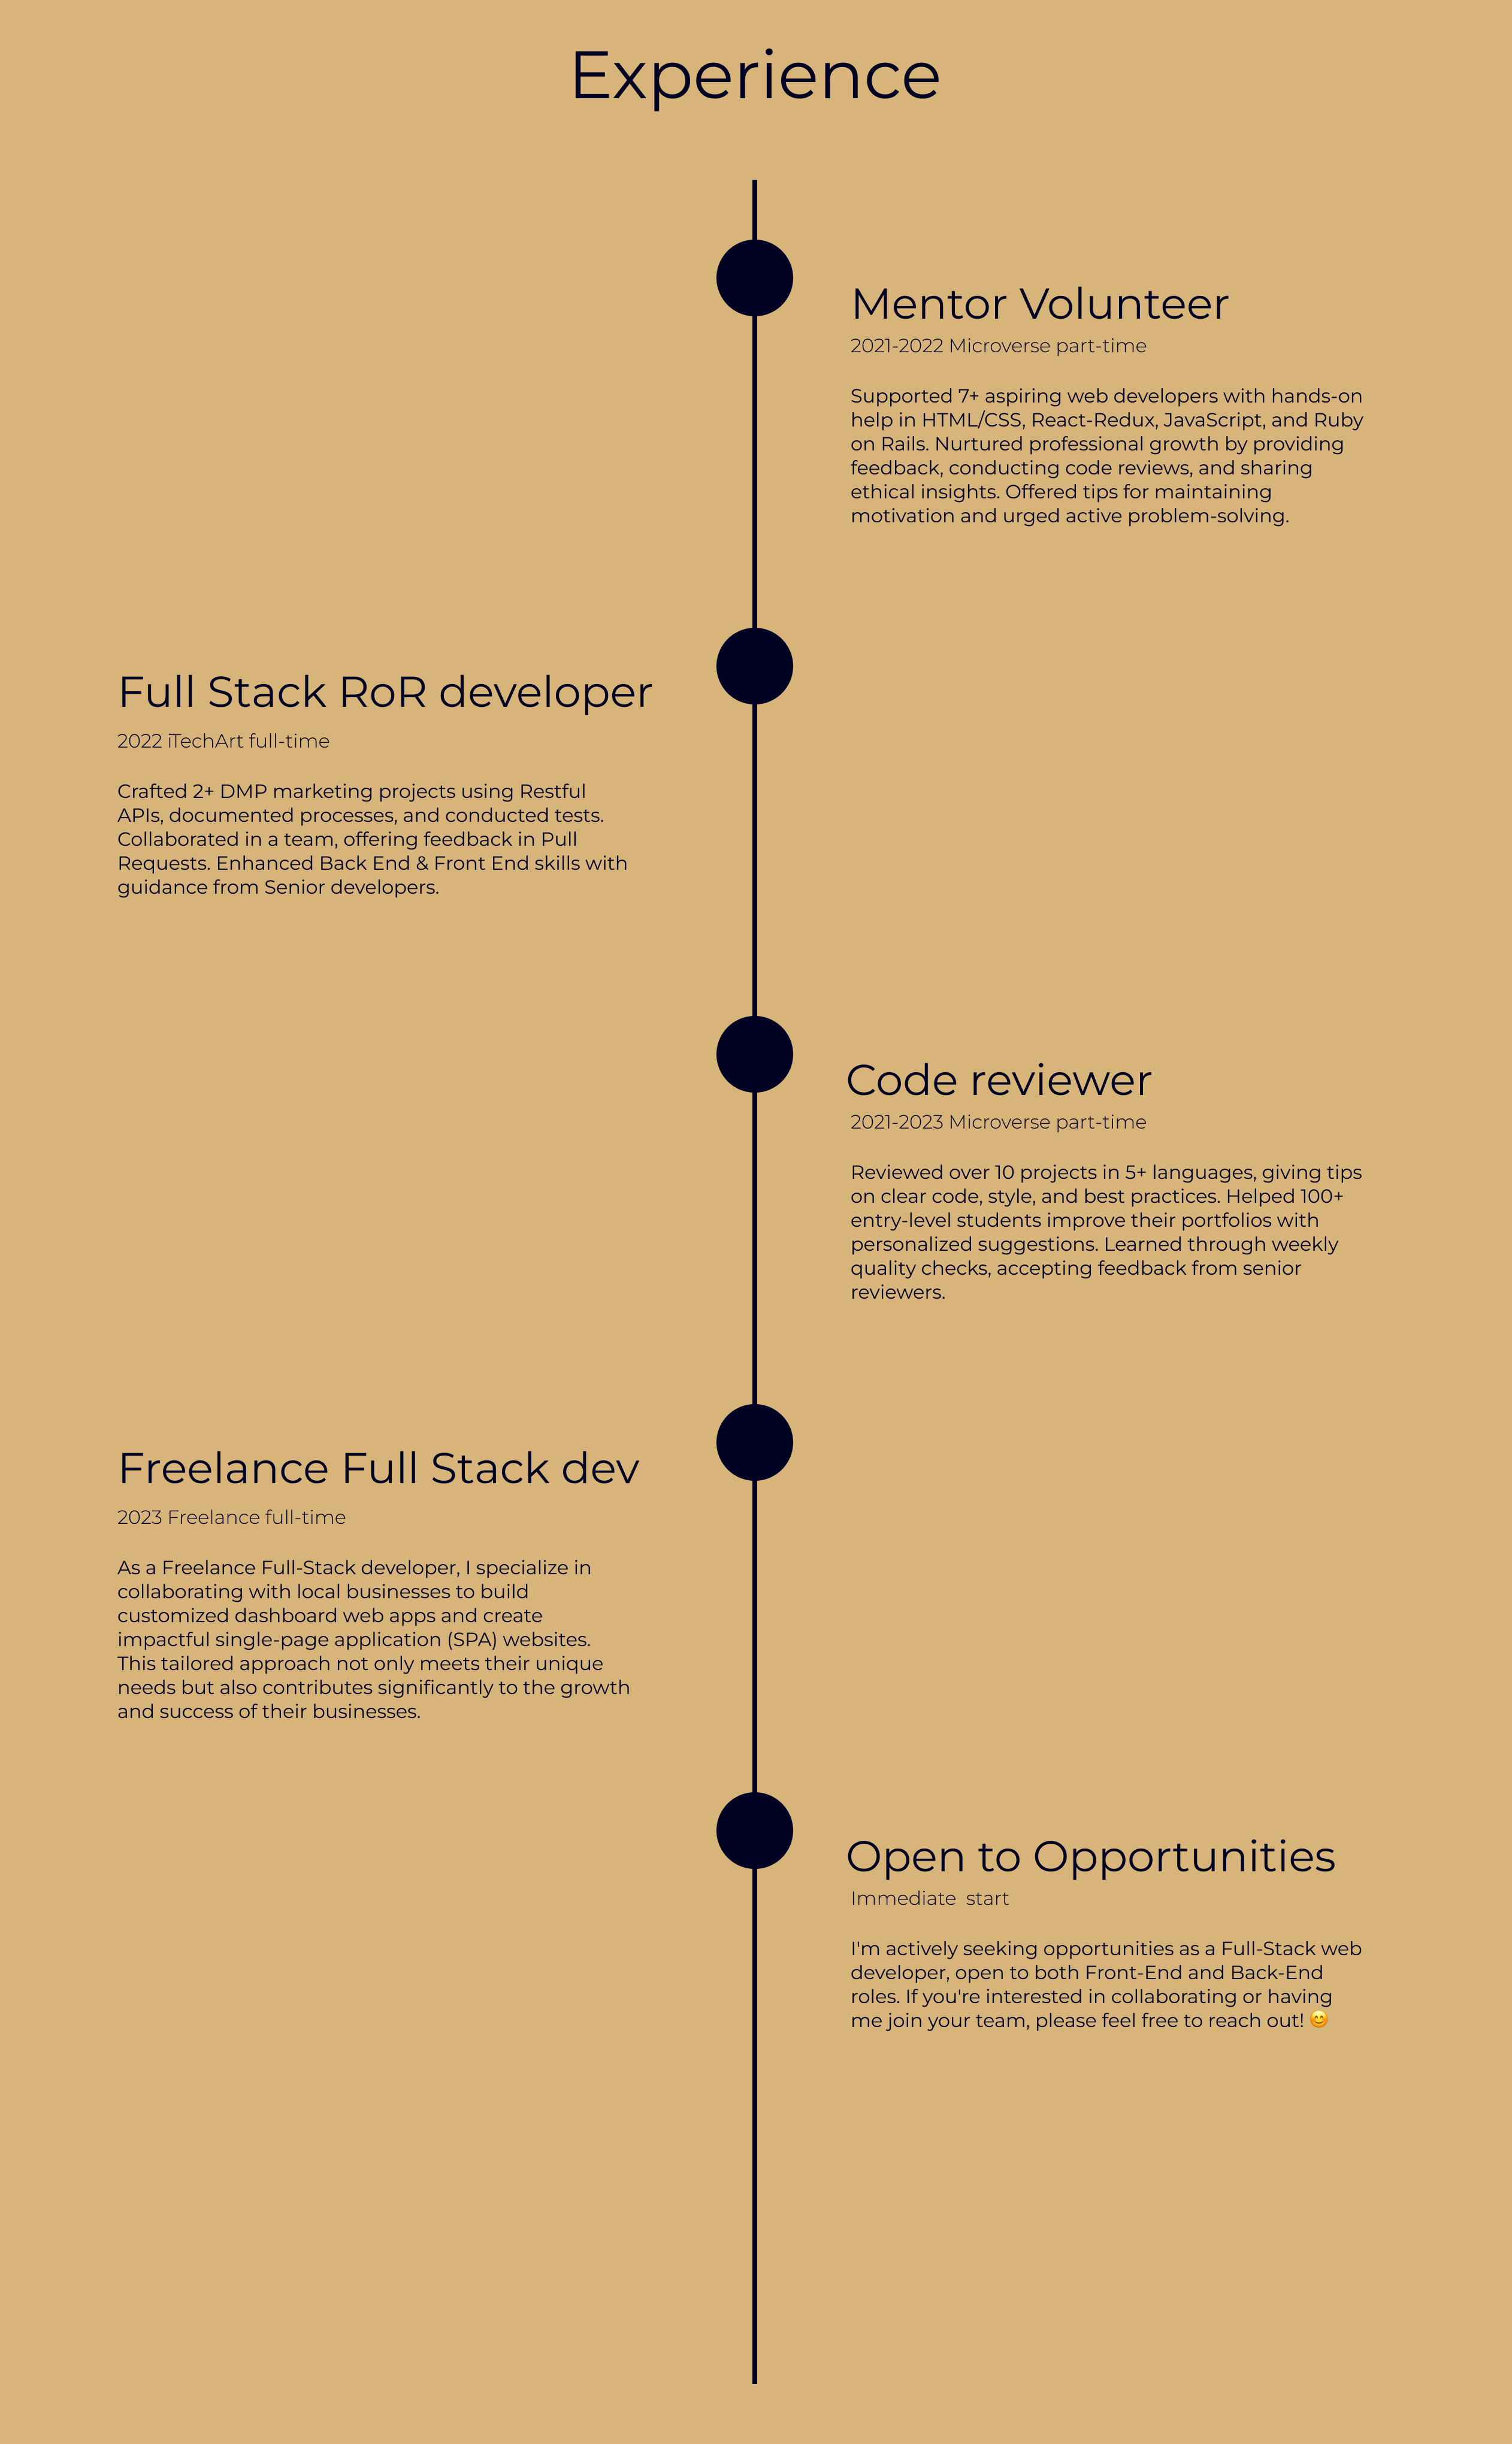 Experience
Mentor Volunteer
2021-2022 Microverse part-time
Supported 7+ aspiring web developers with hands-on
help in HTML/CSS, React-Redux, JavaScript, and Ruby
on Rails. Nurtured professional growth by providing
feedback, conducting code reviews, and sharing
ethical insights. Offered tips for maintaining
motivation and urged active problem-solving.
Full Stack RoR developer
2022 iTechArt full-time
Crafted 2+ DMP marketing projects using Restful
APIs, documented processes, and conducted tests.
Collaborated in a team, offering feedback in Pull
Requests. Enhanced Back End & Front End skills with
guidance from Senior developers.
Code reviewer
2021-2023 Microverse part-time
Reviewed over 10 projects in 5+ languages, giving tips
on clear code, style, and best practices. Helped 100+
entry-level students improve their portfolios with
personalized suggestions. Learned through weekly
quality checks, accepting feedback from senior
reviewers.
Freelance Full Stack dev
2023 Freelance full-time
As a Freelance Full-Stack developer, I specialize in
collaborating with local businesses to build
customized dashboard web apps and create
impactful single-page application (SPA) websites.
This tailored approach not only meets their unique
needs but also contributes significantly to the growth
and success of their businesses.
Open to Opportunities
Immediate  start
I'm actively seeking opportunities as a Full-Stack web
developer, open to both Front-End and Back-End
roles. If you're interested in collaborating or having
me join your team, please feel free to reach out! 😊